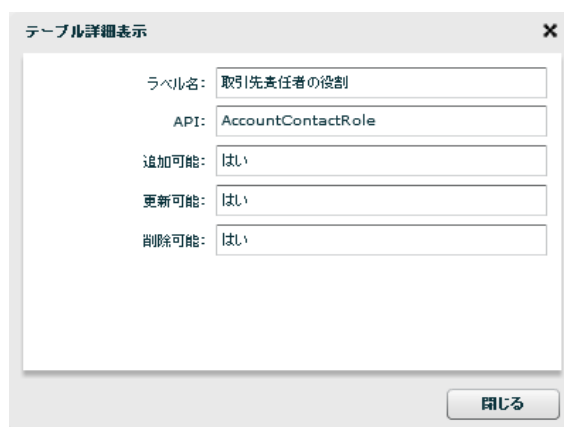 テーブル詳細表示
ラベル名: 取引先責任者の役割
API: AccountContactRole
追加可能: はい
更新可能: はい
削除可能: はい
閉じる